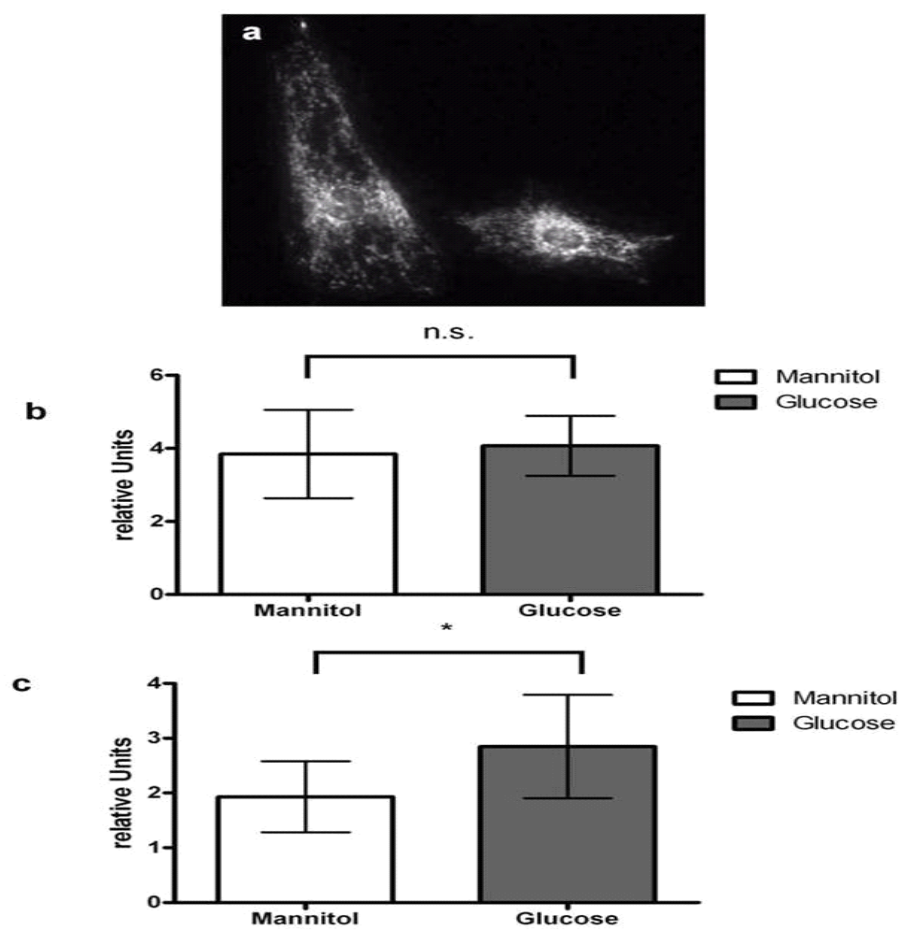 a
n.s.
b
6
4
2
0
relative Units
Mannitol
Glucose
Mannitol
Glucose
*
c
4
3
2
1
0
relative Units
Mannitol
Glucose
Mannitol
Glucose